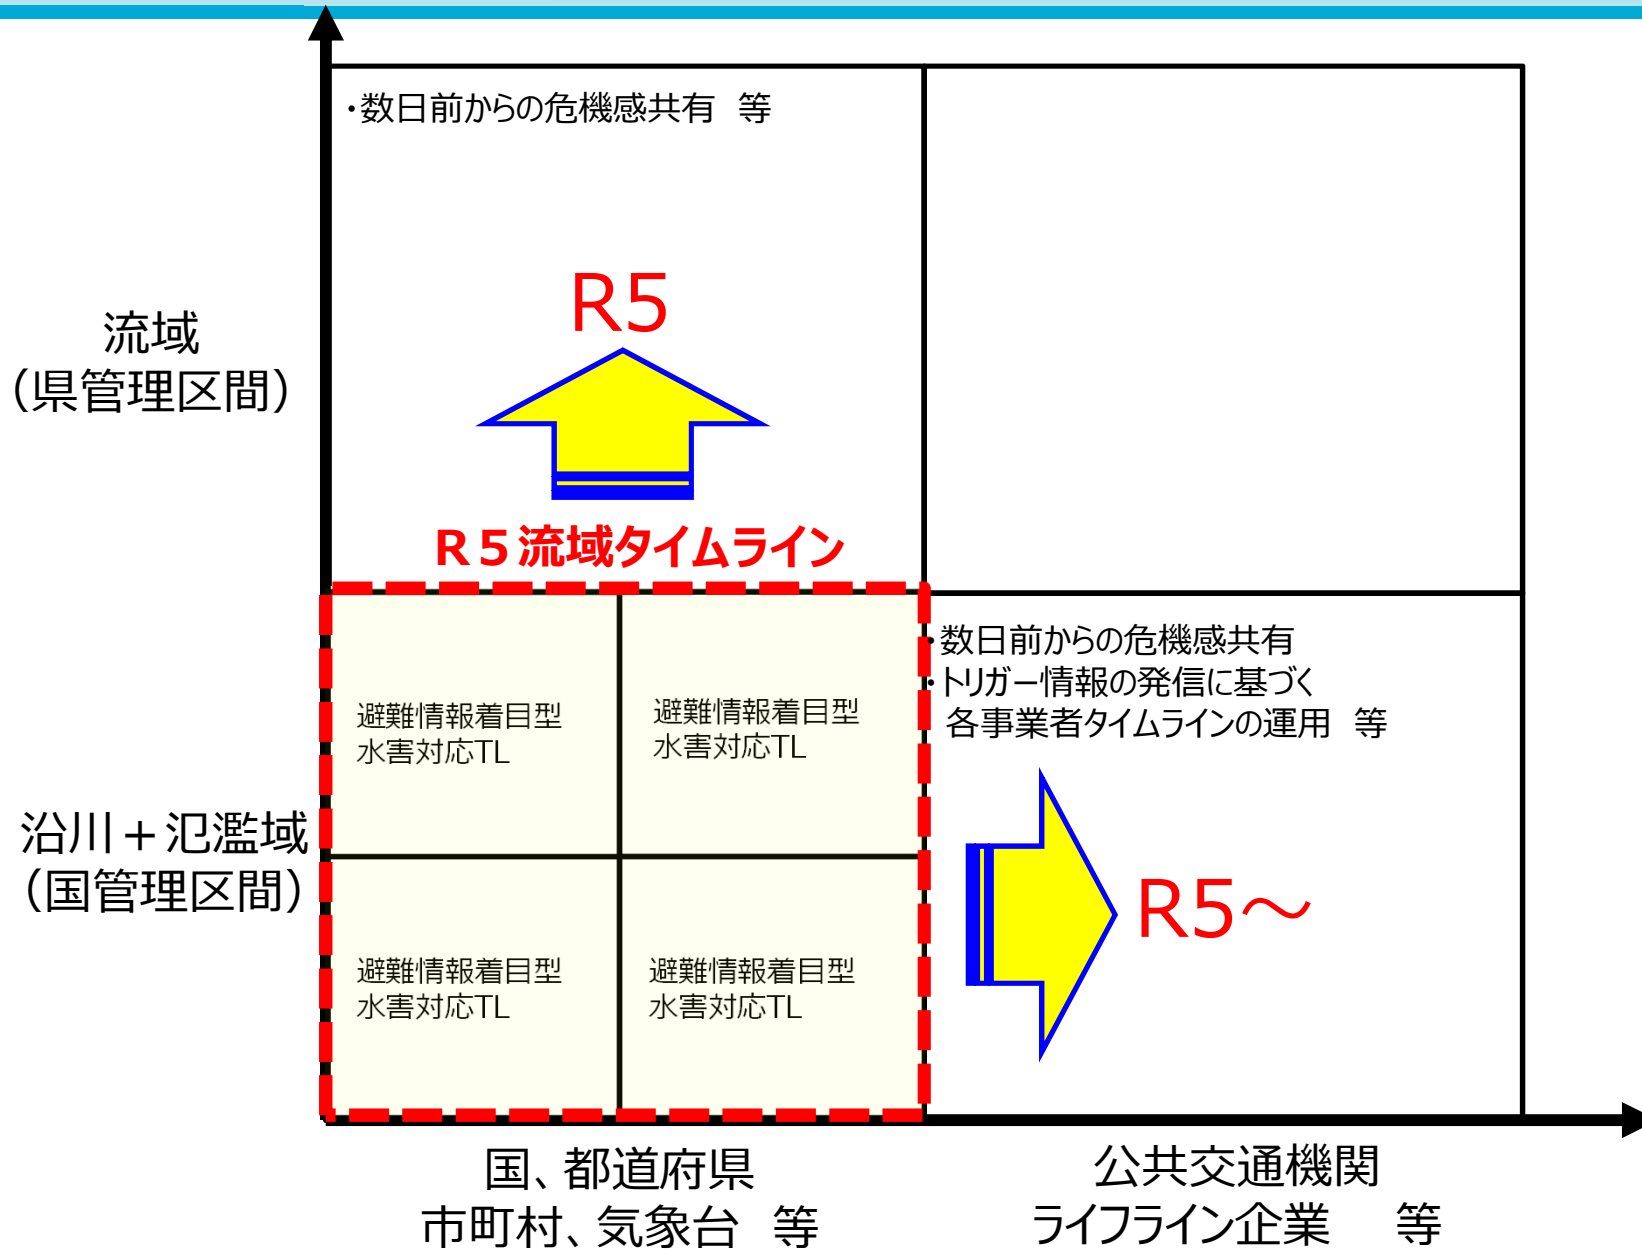 ・数日前からの危機感共有　等
R5
流域
（県管理区間）
R５流域タイムライン
・数日前からの危機感共有
・トリガー情報の発信に基づく
各事業者タイムラインの運用　等
避難情報着目型
水害対応TL
避難情報着目型
水害対応TL
沿川＋氾濫域
（国管理区間）
R5～
避難情報着目型
水害対応TL
避難情報着目型
水害対応TL
国、都道府県
市町村、気象台　等
公共交通機関
ライフライン企業　等